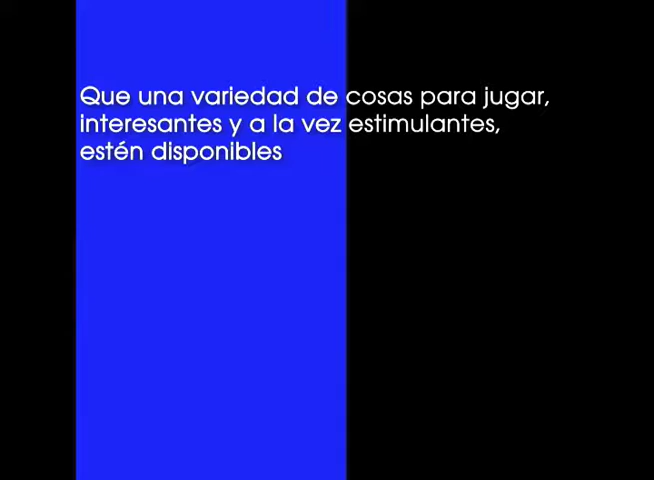 Que una variedad de cosas para jugar,
interesantes y a la vez estimulantes,
estén disponibles